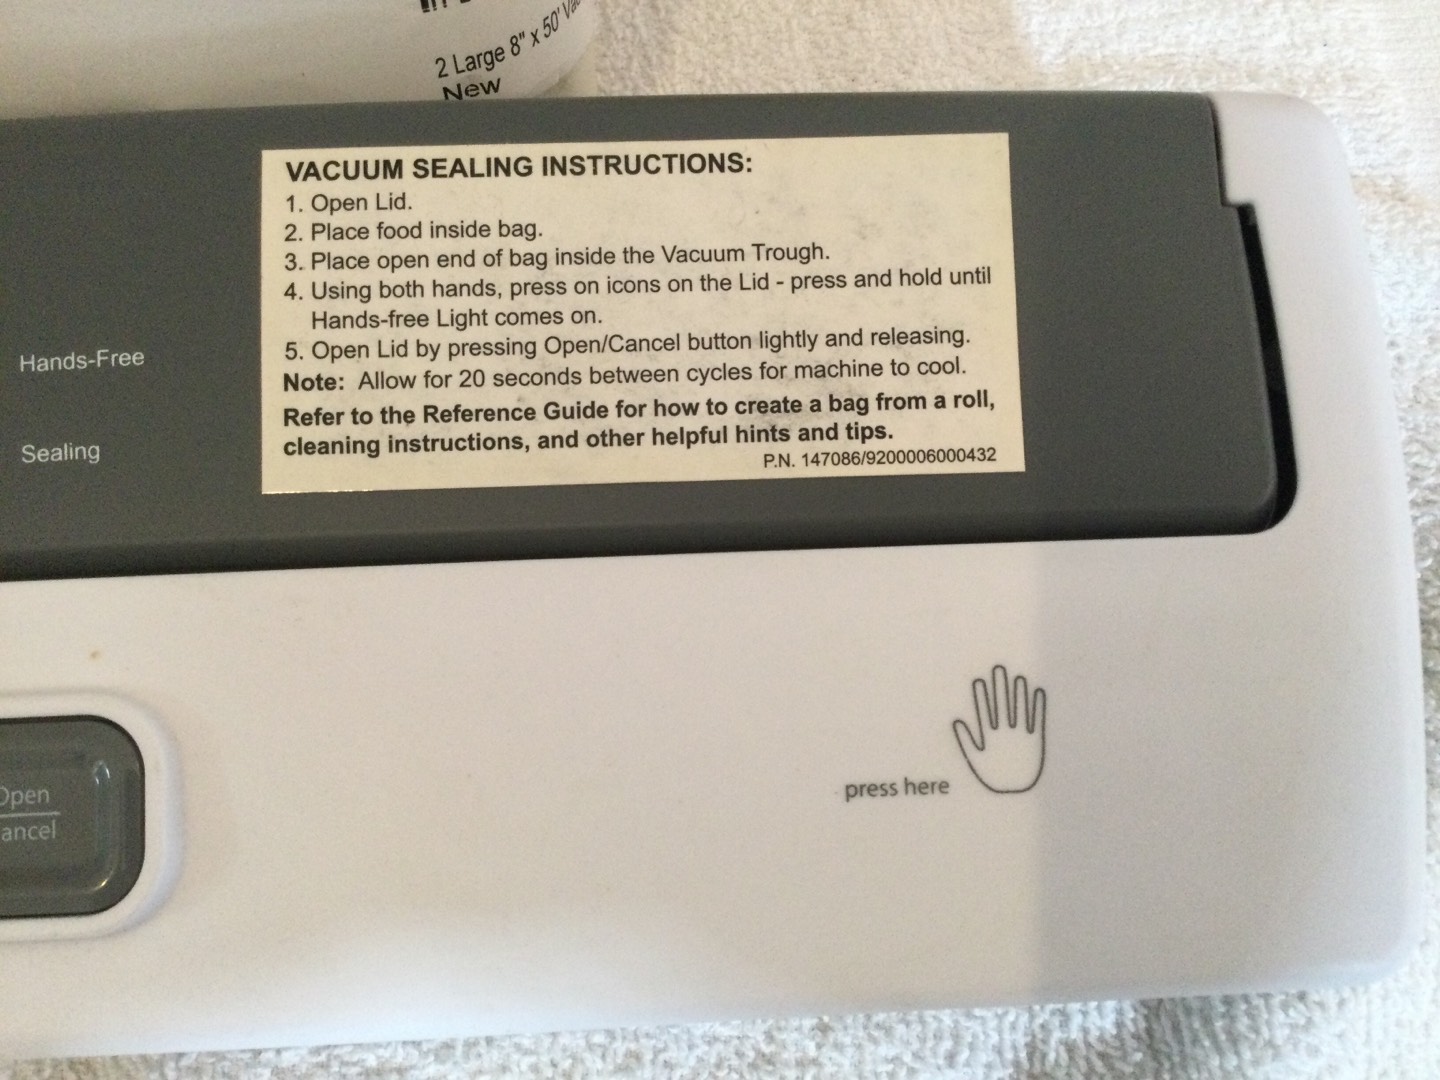 2 Large 8" x 50'
New
VACUUM SEALING INSTRUCTIONS:
1. Open Lid.
2. Place food inside bag.
3. Place open end of bag inside the Vacuum Trough.
4. Using both hands, press on icons on the Lid - press and hold until
Hands-free Light comes on.
5. Open Lid by pressing Open/Cancel button lightly and releasing.
Note: Allow for 20 seconds between cycles for machine to cool.
Refer to the Reference Guide for how to create a bag from a roll,
cleaning instructions, and other helpful hints and tips.
P.N. 147086/9200006000432
Hands-Free
Sealing
press here
Open
ancel